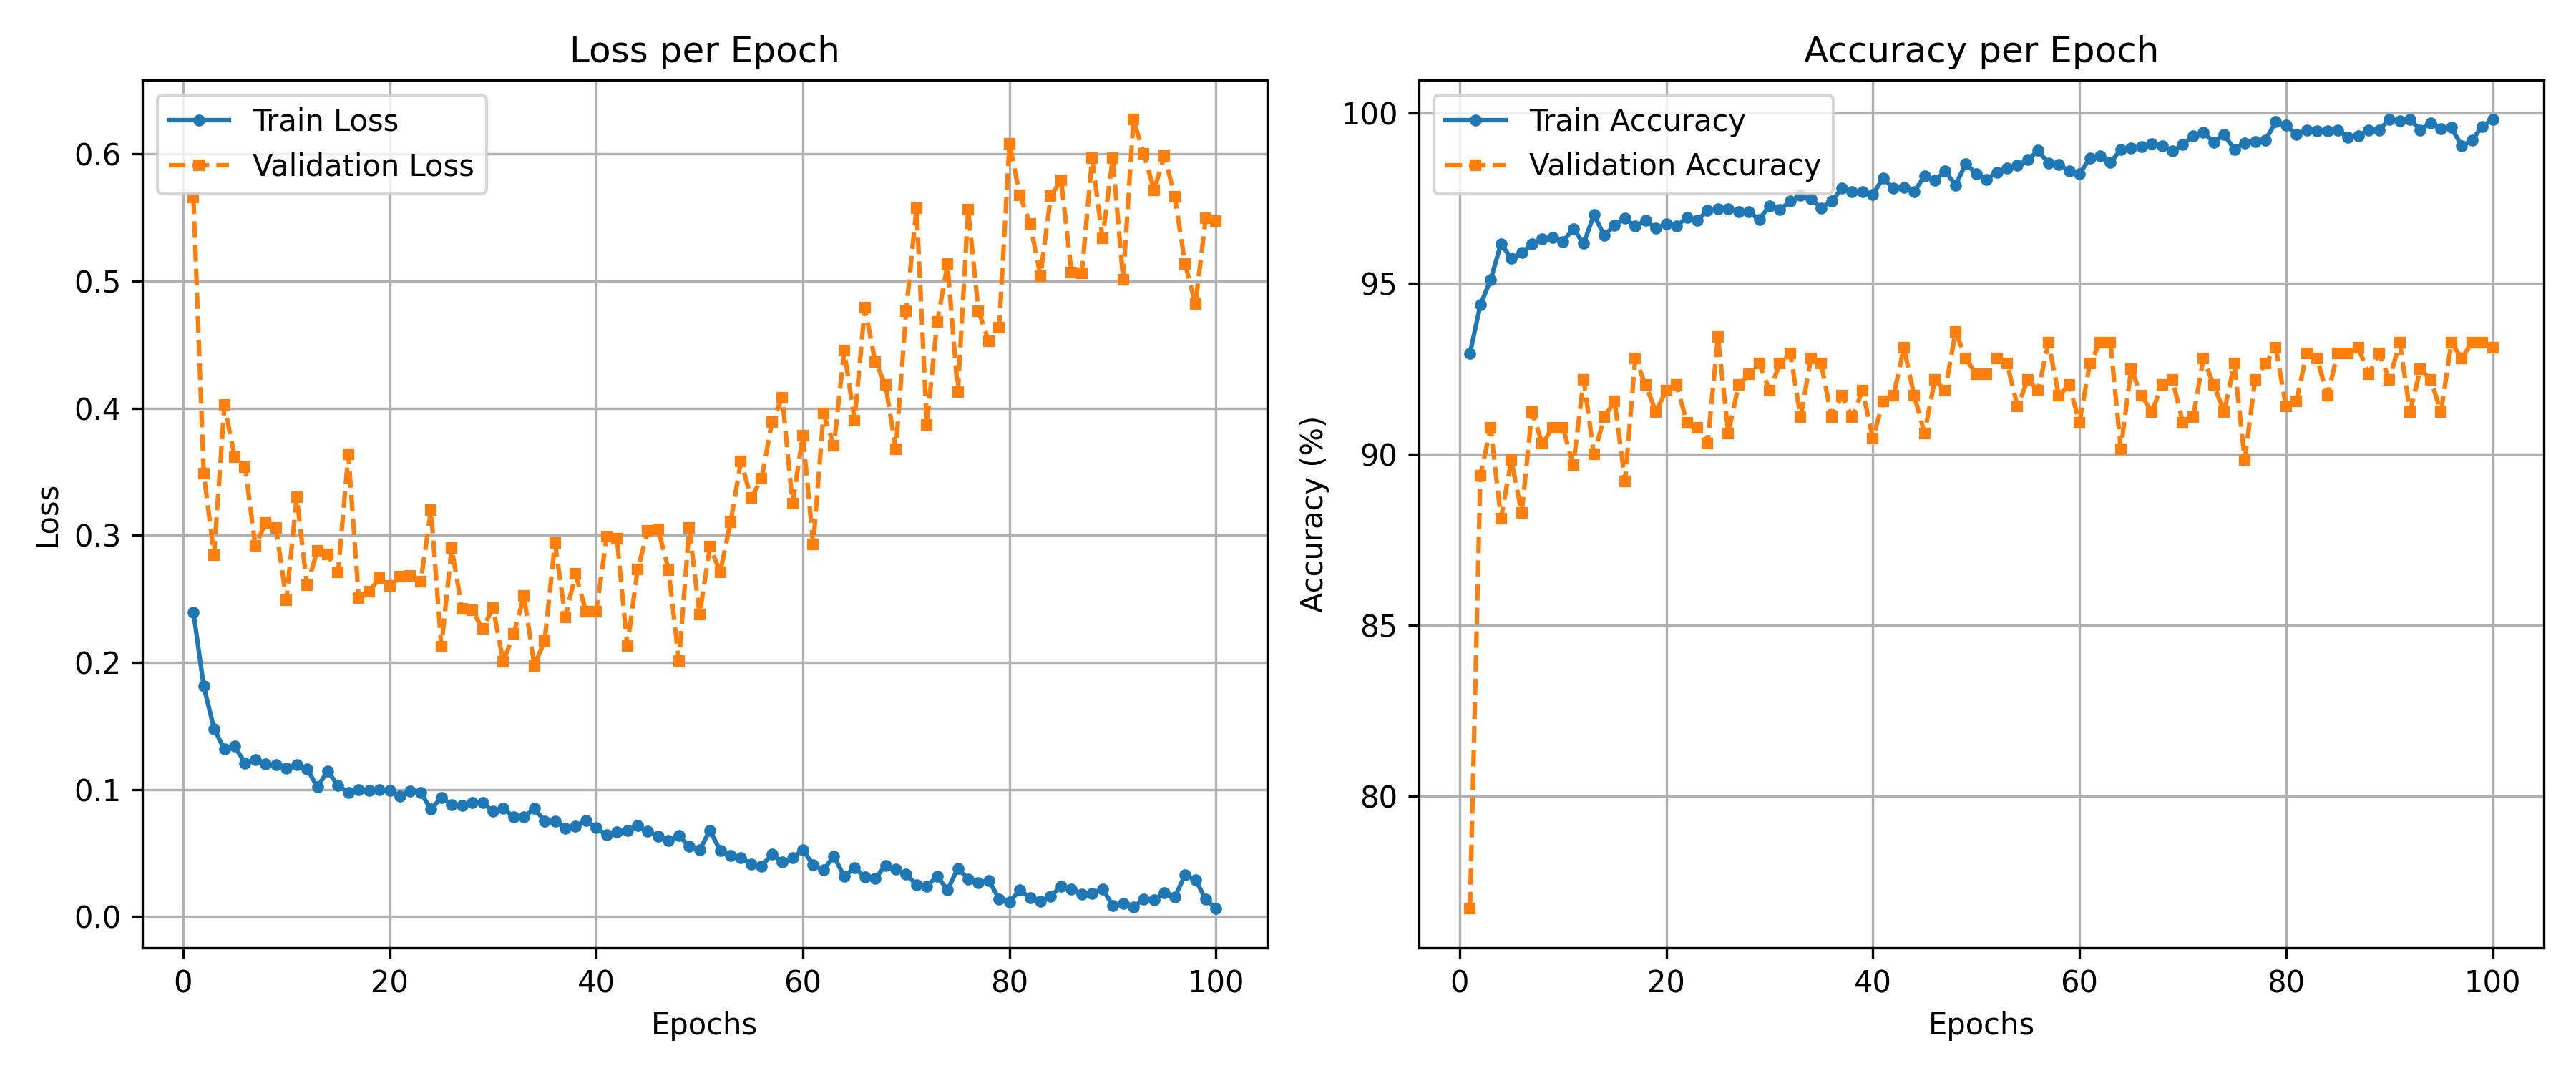 Loss per Epoch
Train Loss
Validation Loss
0.6
0.5
0.4
0.3
0.2
0.1
0.0
Loss
0 20 40 60 80 100
Epochs
Accuracy per Epoch
Train Accuracy
Validation Accuracy
100
95
90
85
80
Accuracy (%)
0 20 40 60 80 100
Epochs